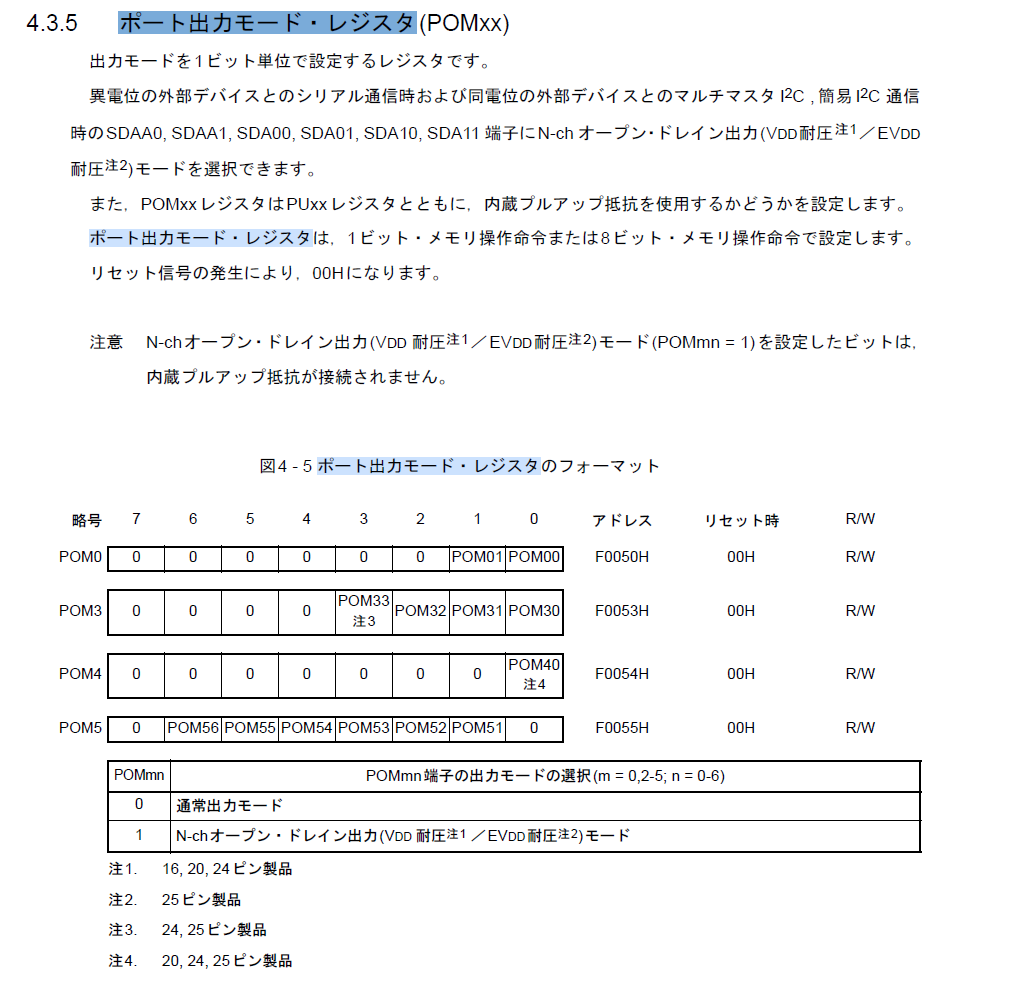 4.3.5 ポート出力モード・レジスタ(POMxx)
出力モードを1ビット単位で設定するレジスタです。
異電位の外部デバイスとのシリアル通信時および同電位の外部デバイスとのマルチマスタ I2C , 簡易 I2C 通信
時のSDAA0, SDAA1, SDA00, SDA01, SDA10, SDA11 端子にN-ch オープン・ドレイン出力(VDD耐圧注1／EVDD
耐圧注2)モードを選択できます。
また，POMxxレジスタはPUxxレジスタとともに，内蔵プルアップ抵抗を使用するかどうかを設定します。
ポート出力モード・レジスタは，1ビット・メモリ操作命令または8ビット・メモリ操作命令で設定します。
リセット信号の発生により，00Hになります。
注意 N-chオープン・ドレイン出力(VDD 耐圧注1／EVDD耐圧注2)モード(POMmn = 1)を設定したビットは，
内蔵プルアップ抵抗が接続されません。
図4 - 5 ポート出力モード・レジスタのフォーマット
略号 7 6 5 4 3 2 1 0 アドレス リセット時 R/W
POM0 0 0 0 0 0 0 POM01 POM00 F0050H 00H R/W
POM3 0 0 0 0 POM33 注3 POM32 POM31 POM30 F0053H 00H R/W
POM4 0 0 0 0 0 0 0 POM40 注4 F0054H 00H R/W
POM5 0 POM56 POM55 POM54 POM53 POM52 POM51 0 F0055H 00H R/W
POMmn POMmn端子の出力モードの選択(m = 0,2-5; n = 0-6)
0 通常出力モード
1 N-chオープン・ドレイン出力(VDD 耐圧注1 ／EVDD耐圧注2)モード
注1. 16, 20, 24ピン製品
注2. 25ピン製品
注3. 24, 25ピン製品
注4. 20, 24, 25ピン製品